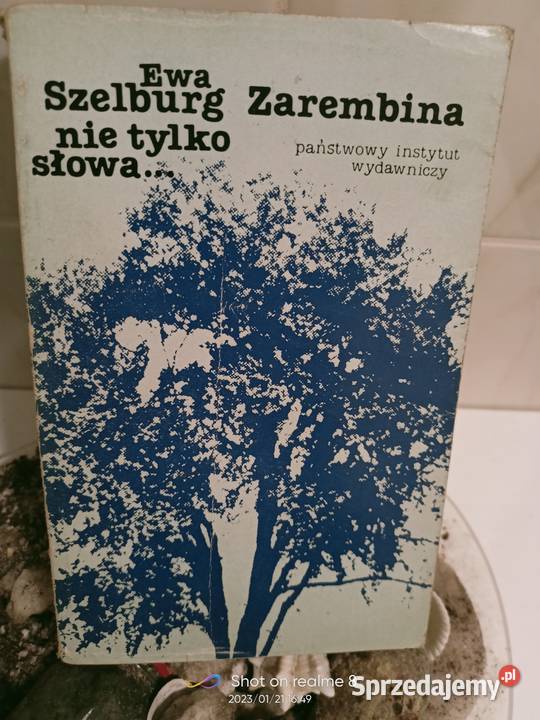 Ewa
Szelburg Zarembina
nie tylko
słowa...
państwowy instytut
wydawniczy
Shot on realme 8
2023/01/21 16:49
Sprzedajemy.pl